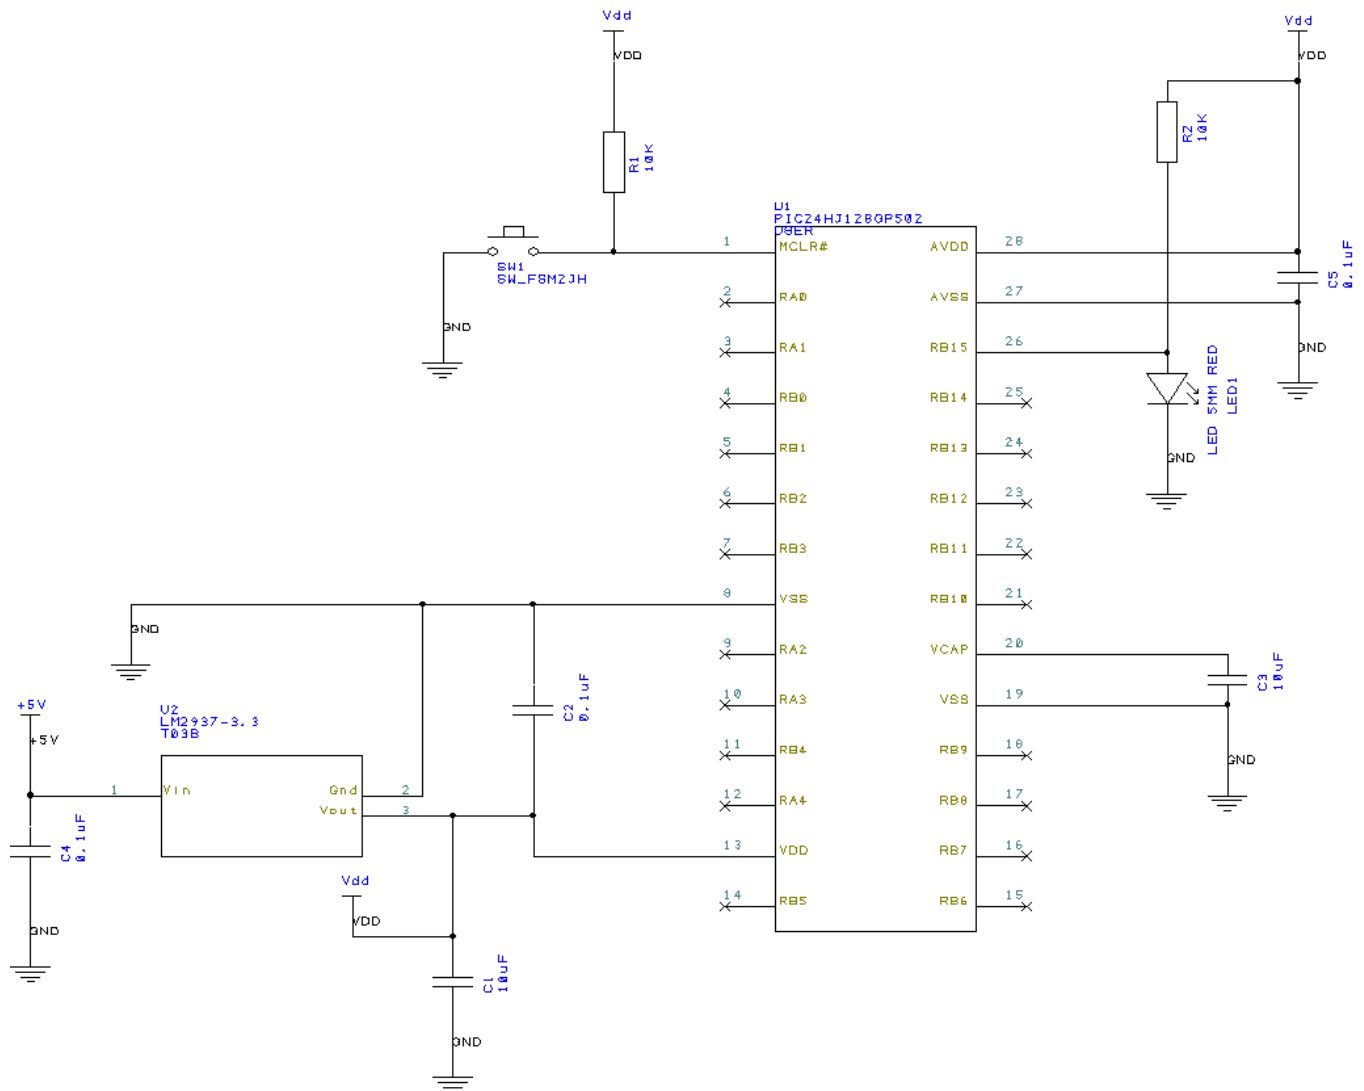 Vdd
VDD
Vdd
VDD
R1
10K
R2
10K
U1
PIC24HJ128GP502
USER
SW1
SW_FSMZJH
GND
1 MCLR# AVDD 28
2 RA0 AVSS 27
3 RA1 RB15 26
4 RB0 RB14 25
5 RB1 RB13 24
6 RB2 RB12 23
7 RB3 RB11 22
8 VSS RB10 21
9 RA2 VCAP 20
10 RA3 VSS 19
11 RB4 RB9 18
12 RA4 RB8 17
13 VDD RB7 16
14 RB5 RB6 15
C5
0.1uF
GND
LED 5MM RED
LED1
GND
GND
C2
0.1uF
C3
10uF
GND
+5V
+5V
U2
LM2937-3.3
TO3B
1 Vin Gnd 2
Vout 3
C4
0.1uF
GND
Vdd
VDD
C1
10uF
GND